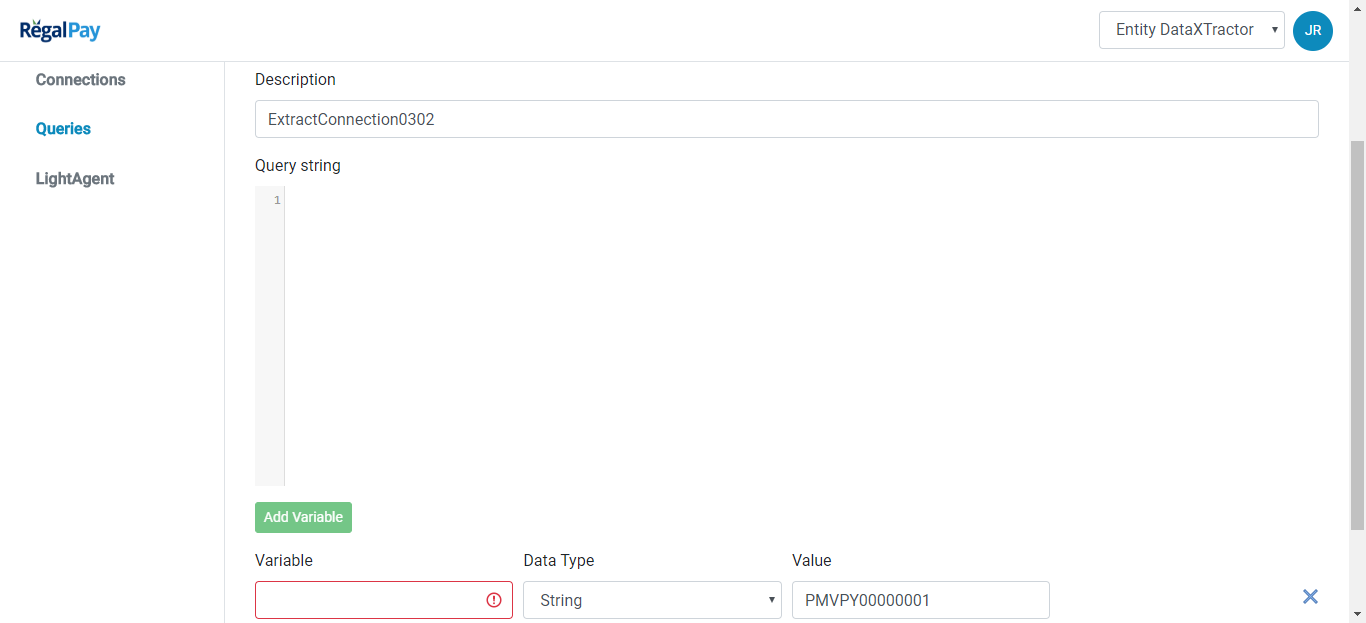 RegalPay
Entity DataXTractor
JR
Connections
Queries
LightAgent
Description
ExtractConnection0302
Query string
1
Add Variable
Variable Data Type Value
String PMVPY00000001